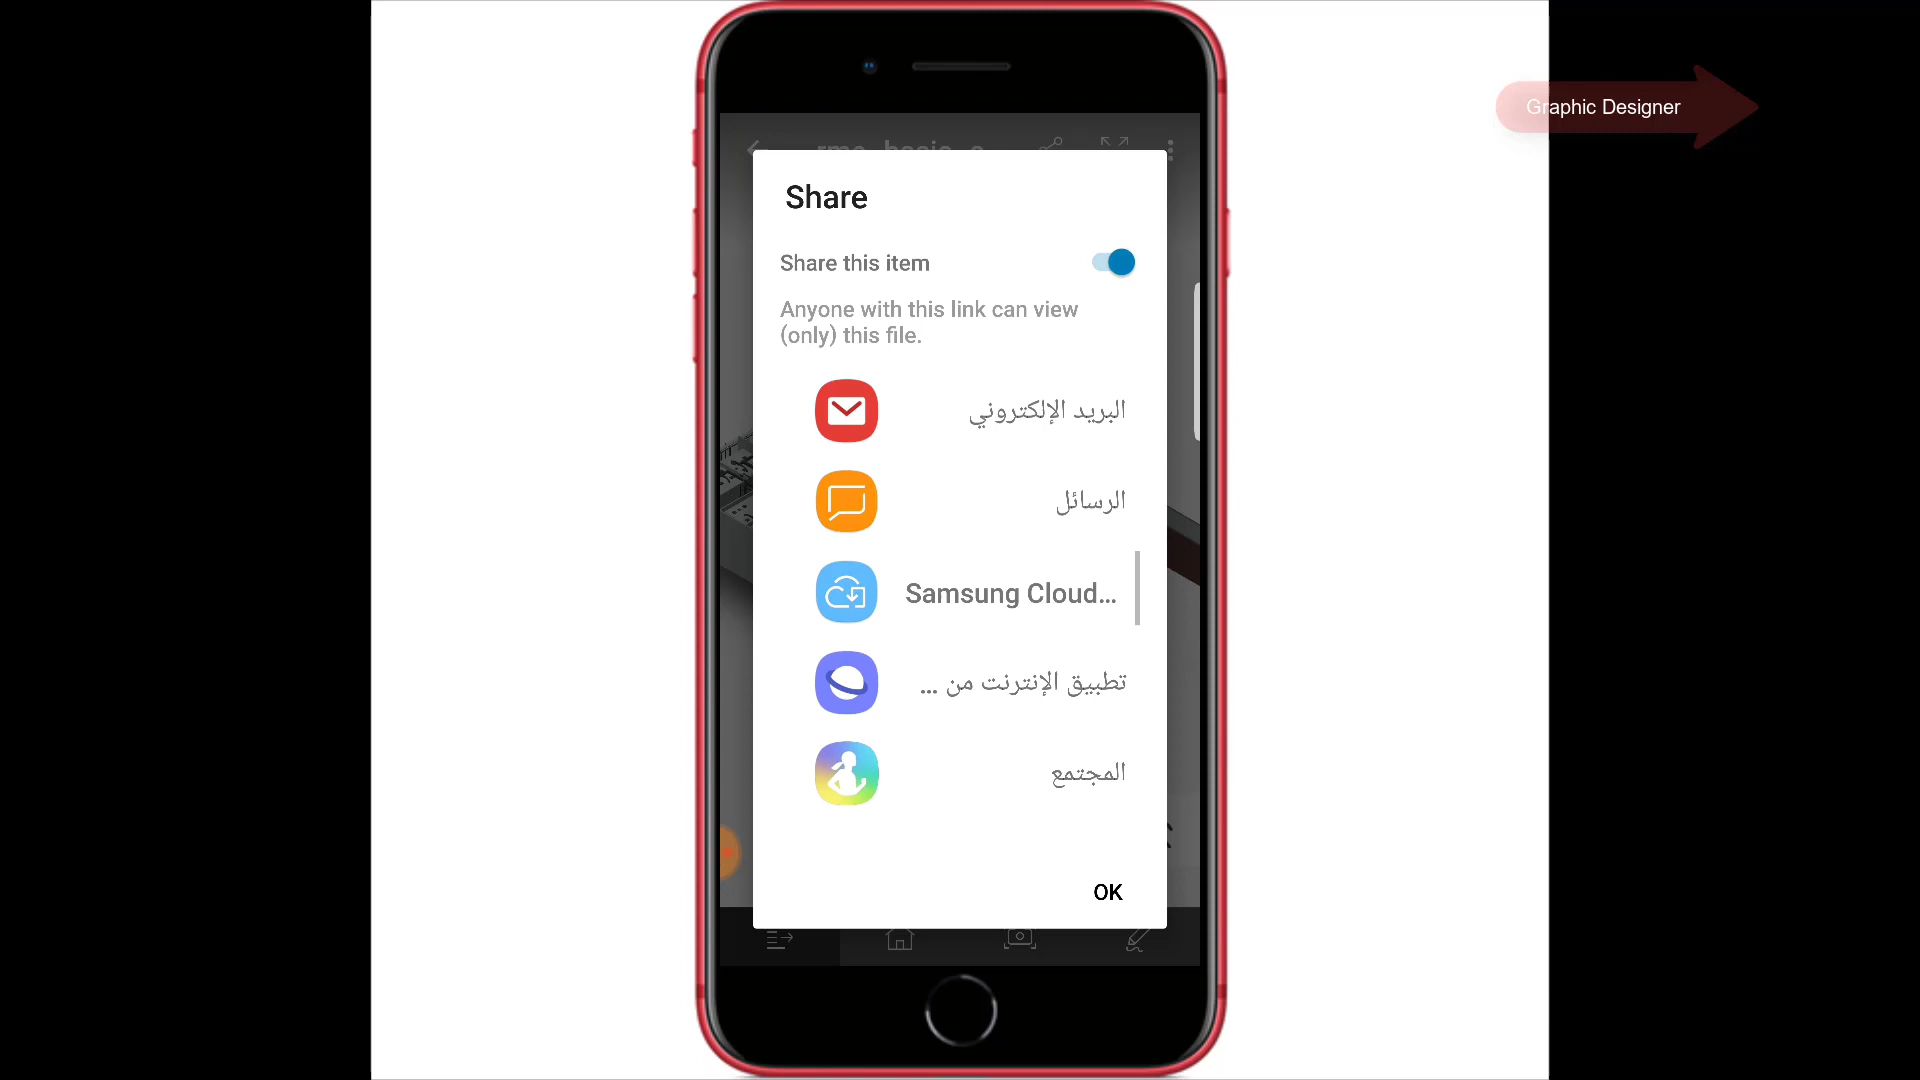 Graphic Designer
Share
Share this item
Anyone with this link can view
(only) this file.
البريد الإلكتروني
الرسائل
Samsung Cloud...
تطبيق الإنترنت من ...
المجتمع
OK